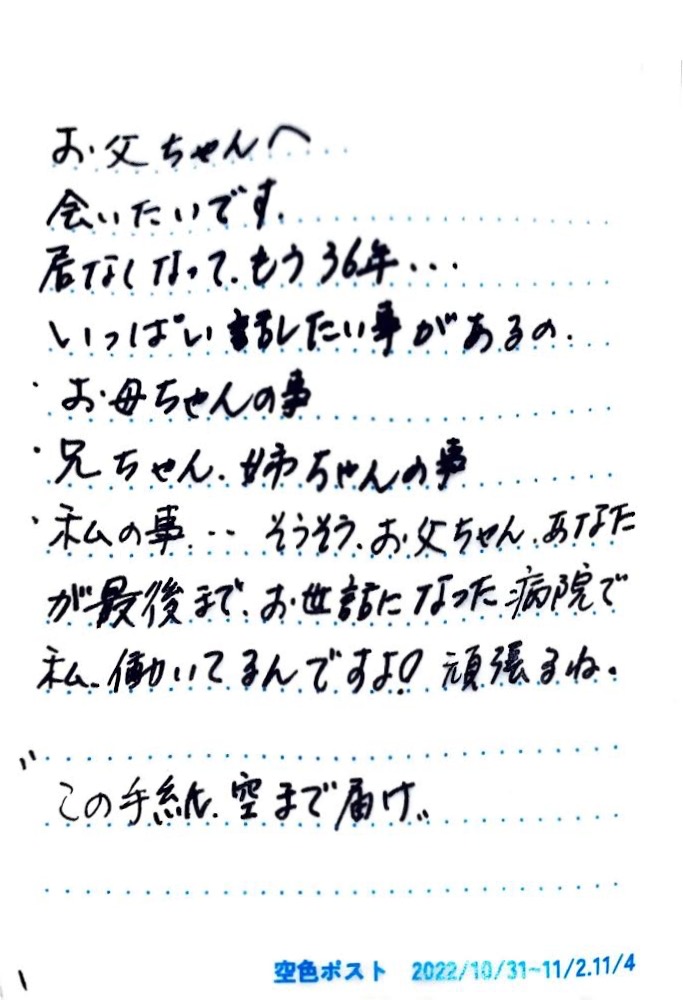 お父ちゃんへ
会いたいです.
居なくなって.もう36年...
いっぱい話したい事があるの.
・お母ちゃんの事
・兄ちゃん.姉ちゃんの事
・私の事... そうそう.お父ちゃん.あなた
が最後まで.お世話になった病院で
私.働いてるんですよ! 頑張るね.
〝この手紙.空まで届け〟
空色ポスト 2022/10/31~11/2.11/4